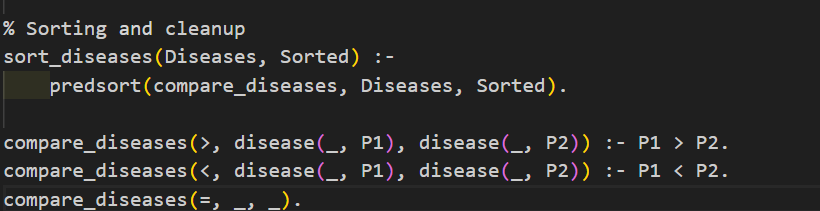 % Sorting and cleanup
sort_diseases(Diseases, Sorted) :-
    predsort(compare_diseases, Diseases, Sorted).
compare_diseases(>, disease(_, P1), disease(_, P2)) :- P1 > P2.
compare_diseases(<, disease(_, P1), disease(_, P2)) :- P1 < P2.
compare_diseases(=, _, _).